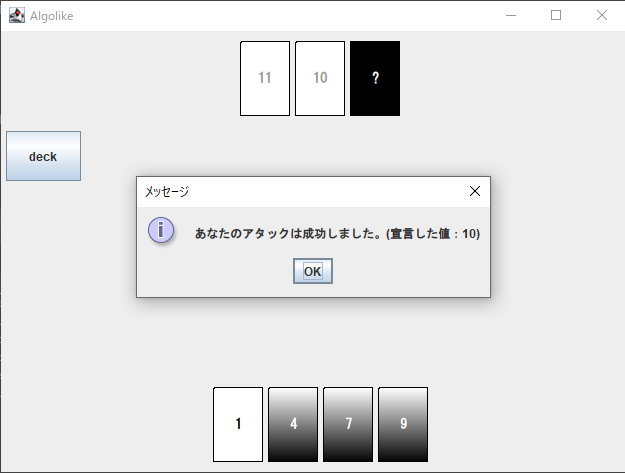 Algolike
11 10 ?
deck
メッセージ
あなたのアタックは成功しました。(宣言した値：10)
OK
1 4 7 9